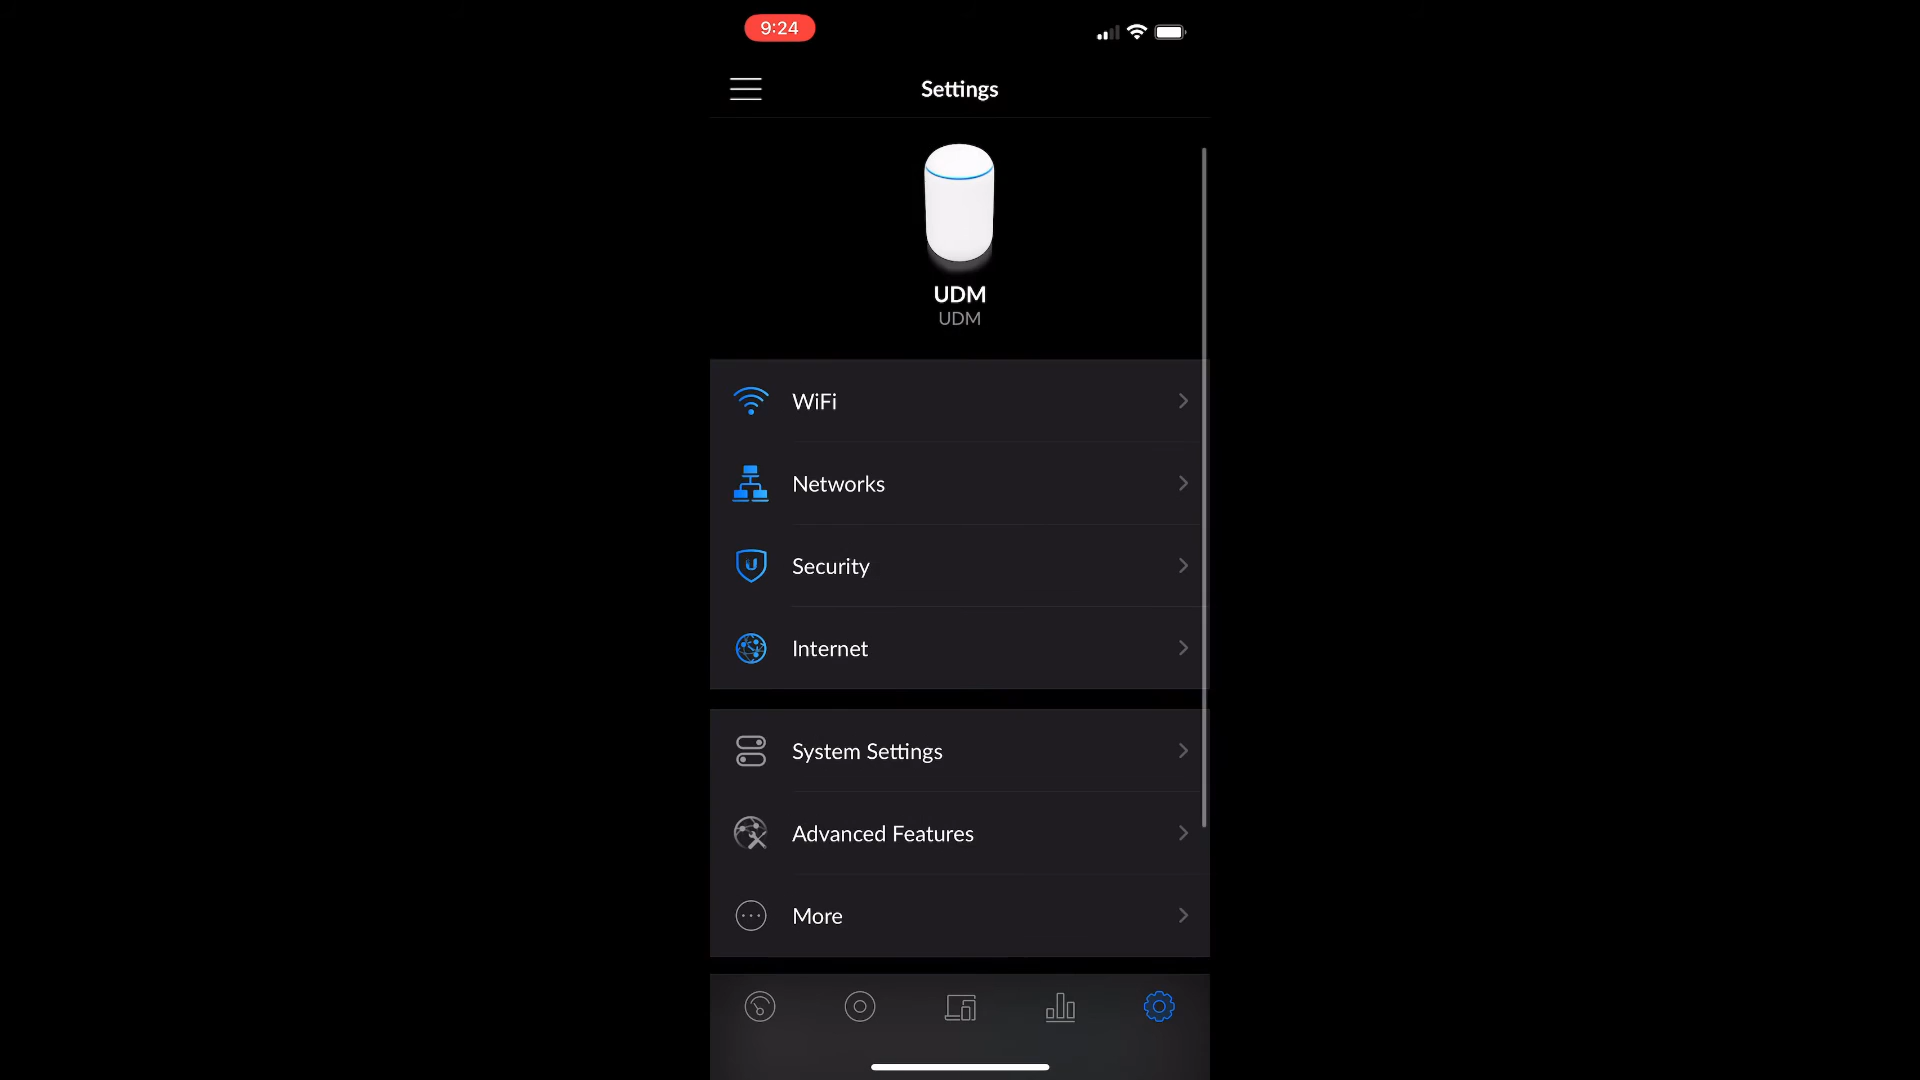 9:24
Settings
UDM
UDM
WiFi
Networks
Security
Internet
System Settings
Advanced Features
More